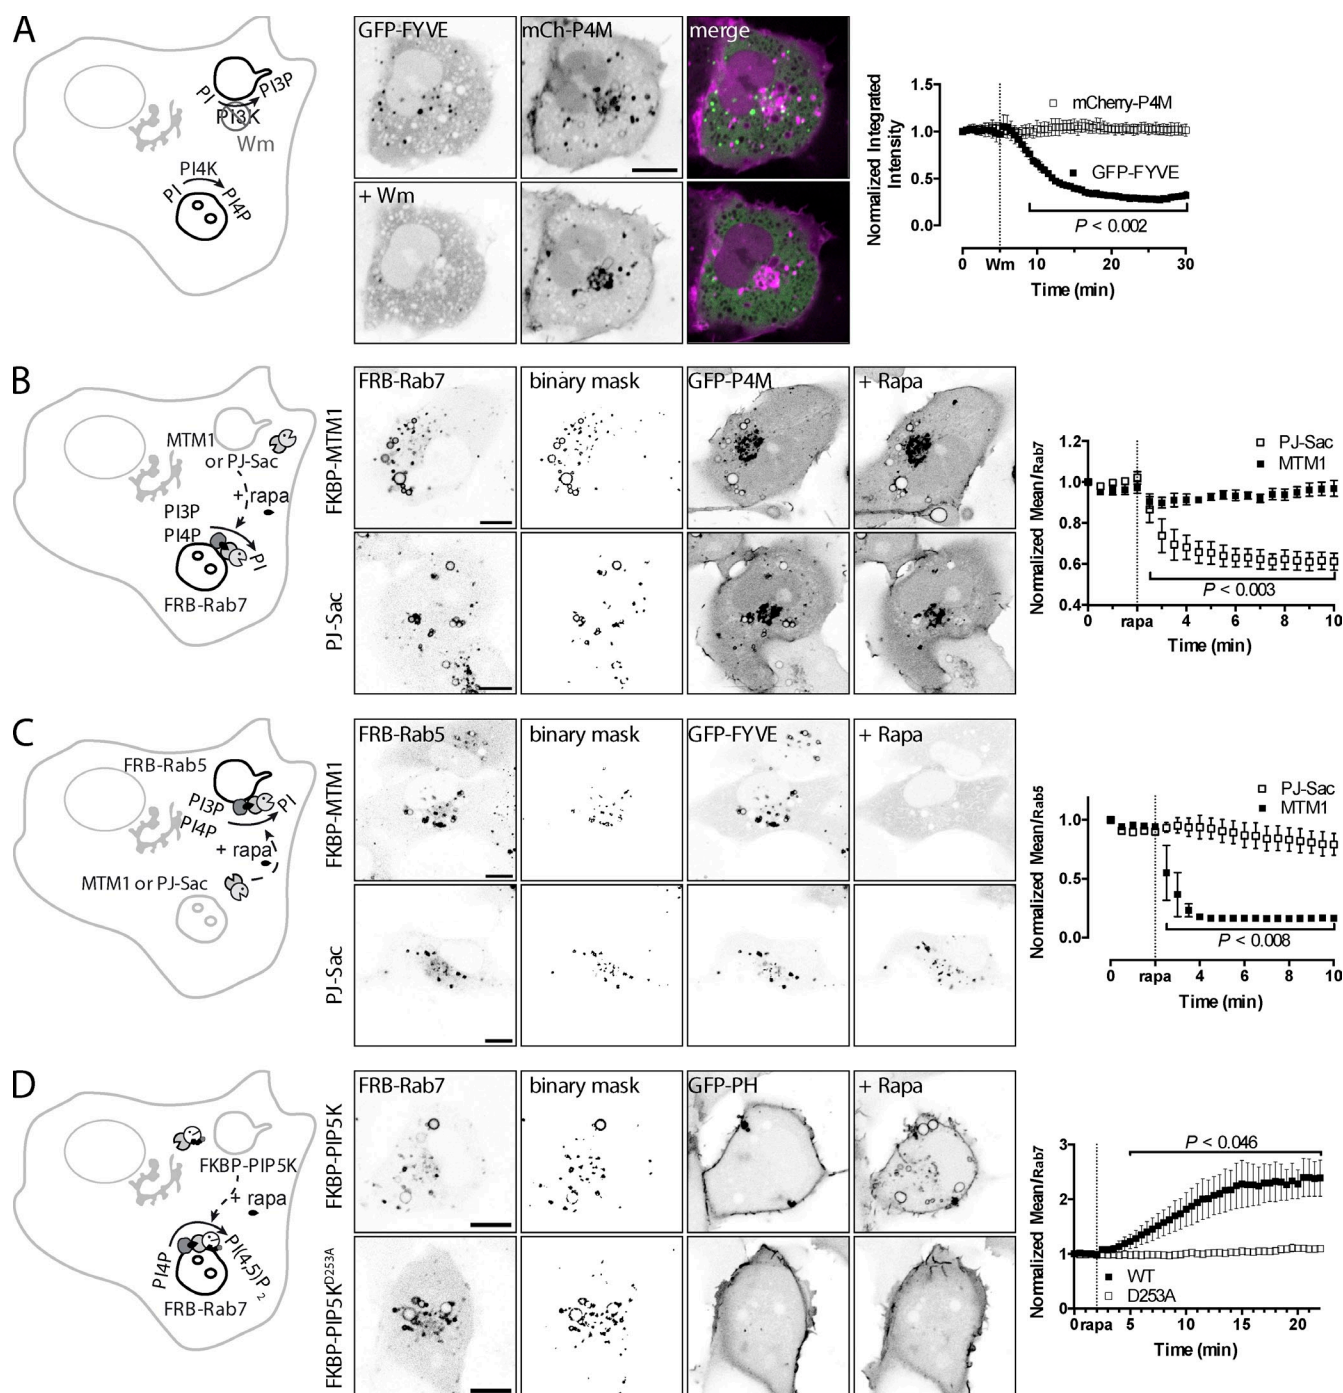 A
PI
PI3P
PI3K
Wm
PI4K
PI
PI4P
GFP-FYVE
mCh-P4M
merge
+ Wm
Normalized Integrated
Intensity
1.5
1.0
0.5
0.0
mCherry-P4M
GFP-FYVE
P < 0.002
0
Wm
10
20
30
Time (min)
B
MTM1
or PJ-Sac
+ rapa
PI3P
PI4P
PI
FRB-Rab7
FKBP-MTM1
PJ-Sac
FRB-Rab7
binary mask
GFP-P4M
+ Rapa
Normalized Mean/Rab7
1.2
1.0
0.8
0.6
0.4
PJ-Sac
MTM1
P < 0.003
0
rapa
4
6
8
10
Time (min)
C
FRB-Rab5
PI3P
PI4P
PI
+ rapa
MTM1 or PJ-Sac
FKBP-MTM1
PJ-Sac
FRB-Rab5
binary mask
GFP-FYVE
+ Rapa
Normalized Mean/Rab5
1.0
0.5
0.0
PJ-Sac
MTM1
P < 0.008
0
rapa
4
6
8
10
Time (min)
D
FKBP-PIP5K
+ rapa
PI4P
PI(4,5)P2
FRB-Rab7
FKBP-PIP5K
FKBP-PIP5KD253A
FRB-Rab7
binary mask
GFP-PH
+ Rapa
Normalized Mean/Rab7
3
2
1
0
P < 0.046
WT
D253A
0
rapa
5
10
15
20
Time (min)